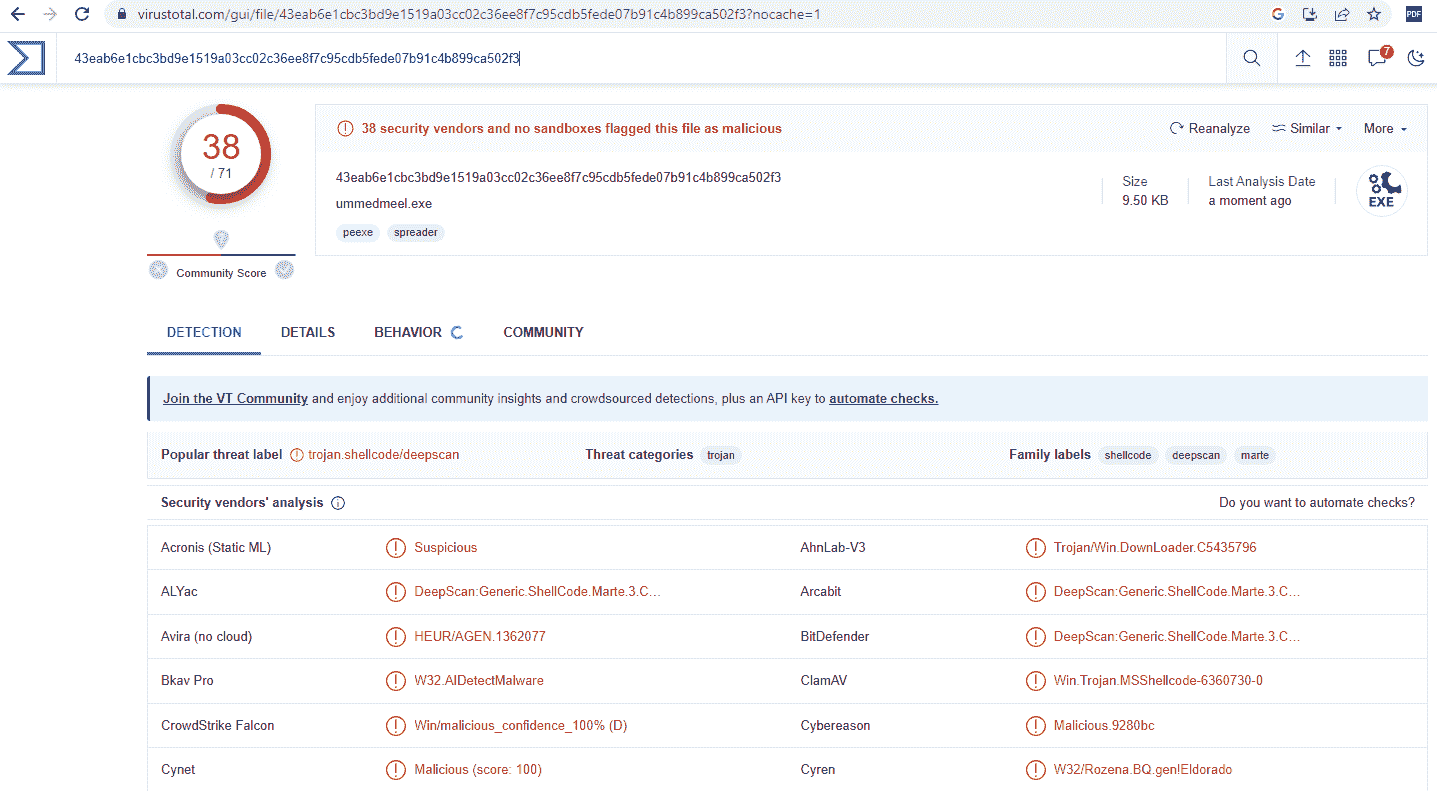 virustotal.com/gui/file/43eab6e1cbc3bd9e1519a03cc02c36ee8f7c95cdb5fede07b91c4b899ca502f3?nocache=1
PDF
43eab6e1cbc3bd9e1519a03cc02c36ee8f7c95cdb5fede07b91c4b899ca502f3
7
38
/ 71
Community Score
38 security vendors and no sandboxes flagged this file as malicious
Reanalyze Similar More
43eab6e1cbc3bd9e1519a03cc02c36ee8f7c95cdb5fede07b91c4b899ca502f3
ummedmeel.exe
peexe spreader
Size
9.50 KB
Last Analysis Date
a moment ago
EXE
DETECTION DETAILS BEHAVIOR COMMUNITY
Join the VT Community and enjoy additional community insights and crowdsourced detections, plus an API key to automate checks.
Popular threat label trojan.shellcode/deepscan Threat categories trojan Family labels shellcode deepscan marte
Security vendors' analysis Do you want to automate checks?
Acronis (Static ML) Suspicious AhnLab-V3 Trojan/Win.DownLoader.C5435796
ALYac DeepScan:Generic.ShellCode.Marte.3.C... Arcabit DeepScan:Generic.ShellCode.Marte.3.C...
Avira (no cloud) HEUR/AGEN.1362077 BitDefender DeepScan:Generic.ShellCode.Marte.3.C...
Bkav Pro W32.AIDetectMalware ClamAV Win.Trojan.MSShellcode-6360730-0
CrowdStrike Falcon Win/malicious_confidence_100% (D) Cybereason Malicious.9280bc
Cynet Malicious (score: 100) Cyren W32/Rozena.BQ.gen!Eldorado